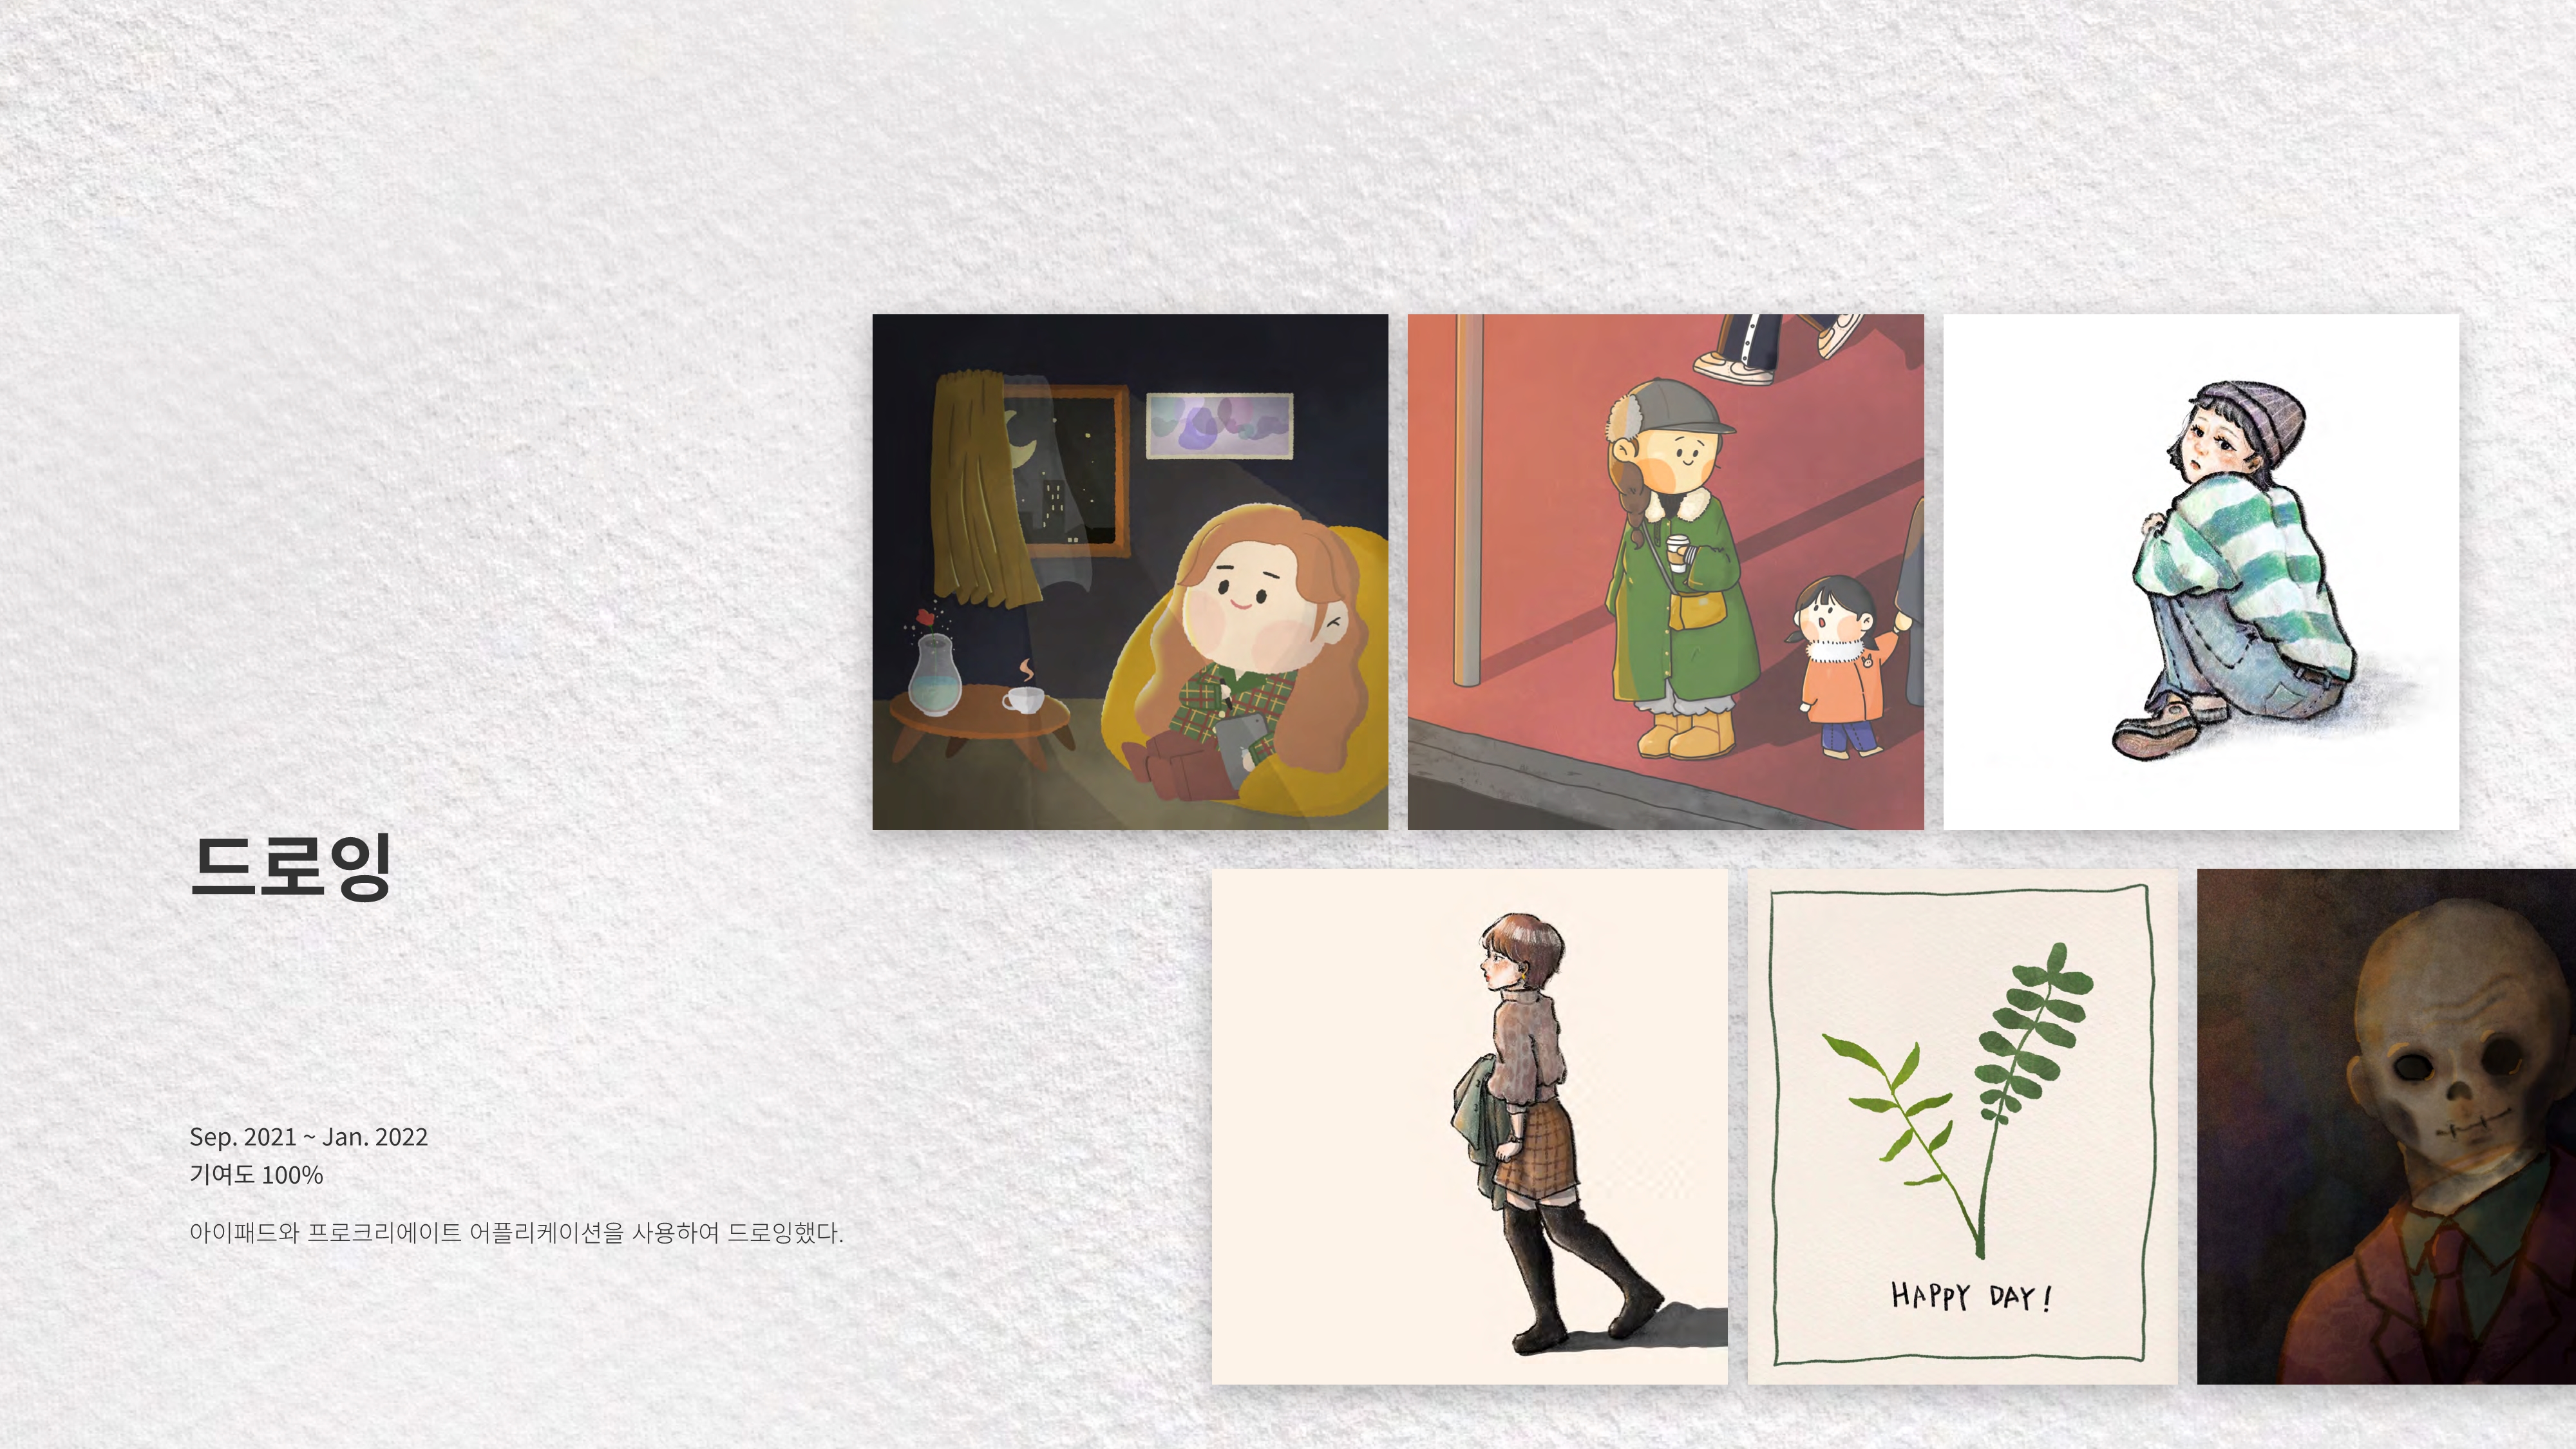 드로잉
Sep. 2021 ~ Jan. 2022
기여도 100%
아이패드와 프로크리에이트 어플리케이션을 사용하여 드로잉했다.
HAPPY DAY!